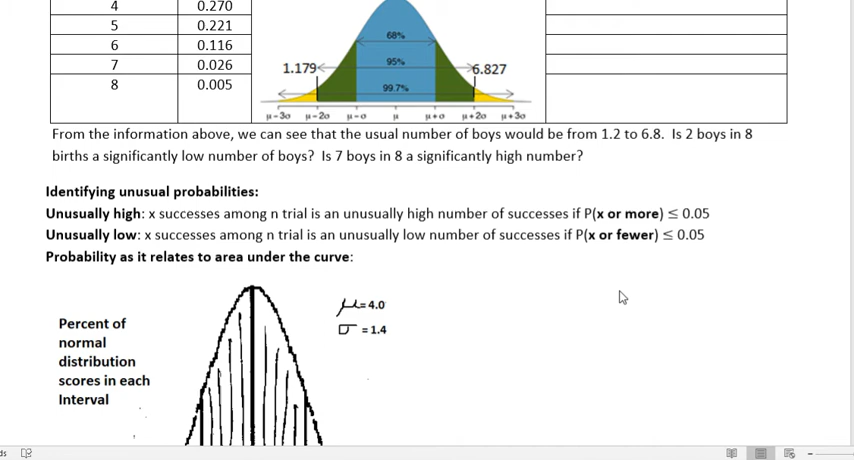 4 0.270
5 0.221
6 0.116
7 0.026
8 0.005
68%
95%
1.179 6.827
99.7%
μ-3σ μ-2σ μ-σ μ μ+σ μ+2σ μ+3σ
From the information above, we can see that the usual number of boys would be from 1.2 to 6.8. Is 2 boys in 8
births a significantly low number of boys? Is 7 boys in 8 a significantly high number?
Identifying unusual probabilities:
Unusually high: x successes among n trial is an unusually high number of successes if P(x or more) ≤ 0.05
Unusually low: x successes among n trial is an unusually low number of successes if P(x or fewer) ≤ 0.05
Probability as it relates to area under the curve:
μ=4.0
σ =1.4
Percent of
normal
distribution
scores in each
Interval
ds